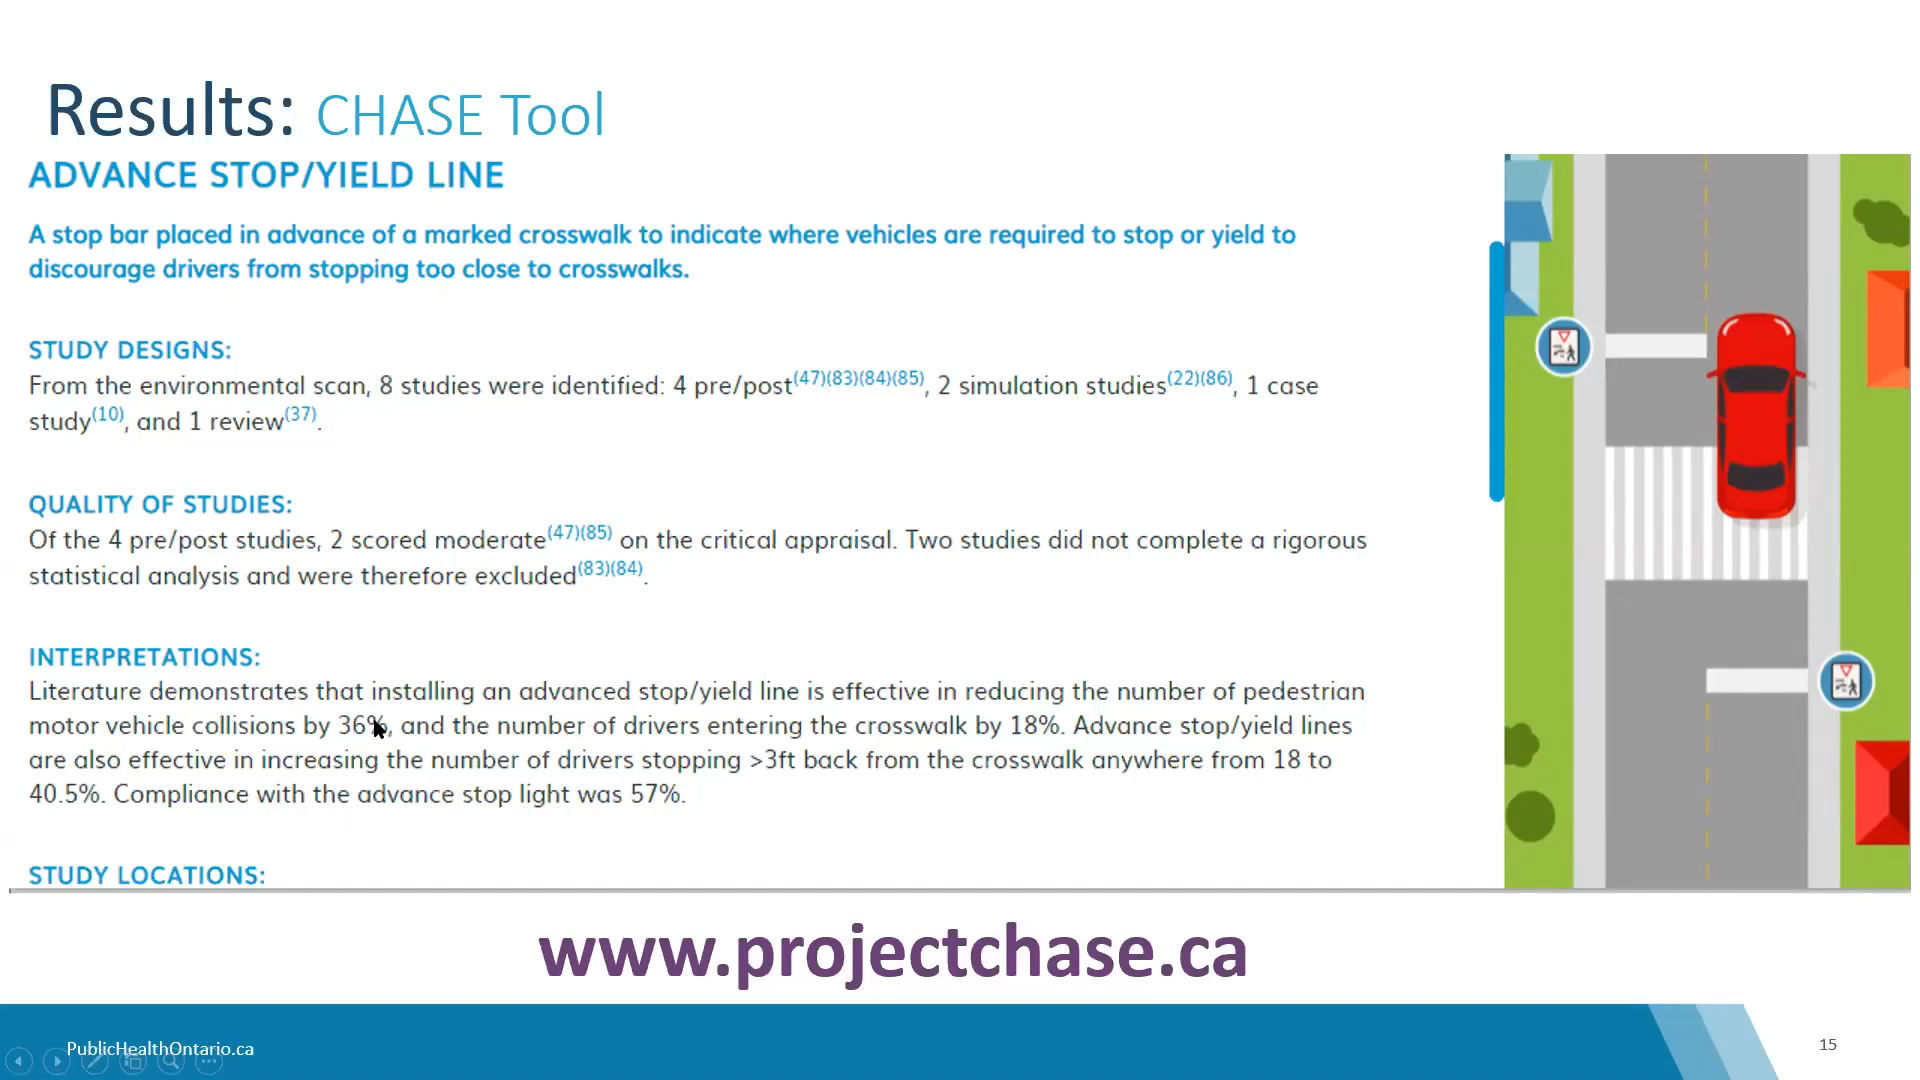 Results: CHASE Tool
ADVANCE STOP/YIELD LINE
A stop bar placed in advance of a marked crosswalk to indicate where vehicles are required to stop or yield to
discourage drivers from stopping too close to crosswalks.
STUDY DESIGNS:
From the environmental scan, 8 studies were identified: 4 pre/post(47)(83)(84)(85), 2 simulation studies(22)(86), 1 case
study(10), and 1 review(37).
QUALITY OF STUDIES:
Of the 4 pre/post studies, 2 scored moderate(47)(85) on the critical appraisal. Two studies did not complete a rigorous
statistical analysis and were therefore excluded(83)(84).
INTERPRETATIONS:
Literature demonstrates that installing an advanced stop/yield line is effective in reducing the number of pedestrian
motor vehicle collisions by 36%, and the number of drivers entering the crosswalk by 18%. Advance stop/yield lines
are also effective in increasing the number of drivers stopping >3ft back from the crosswalk anywhere from 18 to
40.5%. Compliance with the advance stop light was 57%.
STUDY LOCATIONS:
www.projectchase.ca
PublicHealthOntario.ca
15